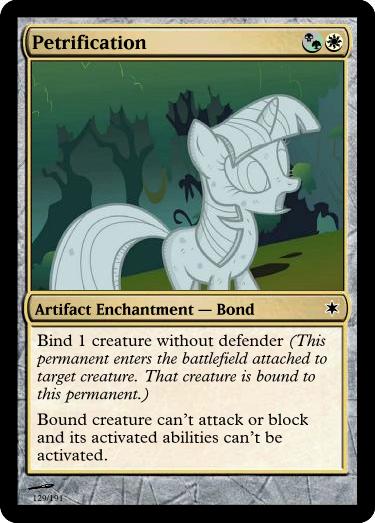 Petrification
Artifact Enchantment — Bond
Bind 1 creature without defender (This
permanent enters the battlefield attached to
target creature. That creature is bound to
this permanent.)
Bound creature can't attack or block
and its activated abilities can't be
activated.
129/191